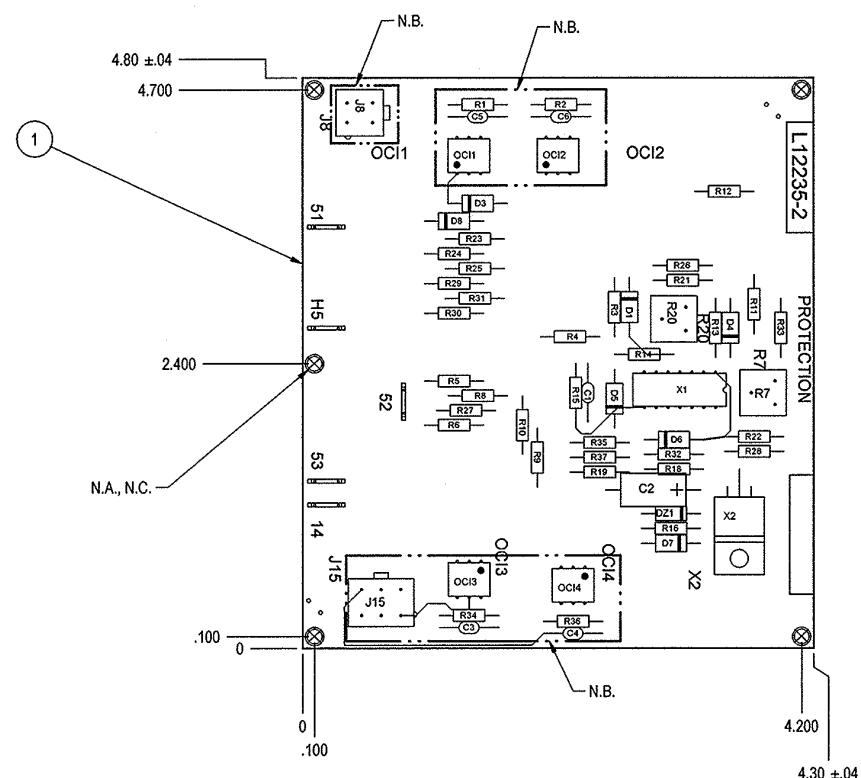 N.B.
N.B.
4.80 ±.04
4.700
1
J8
J8
OCI1
R1
R2
C5
C6
OCI1
OCI2
OCI2
L12235-2
R12
D3
D8
51
R23
R24
R25
R26
R21
R29
R31
R30
H5
R3
D1
R20
R20
R13
D4
R11
R33
PROTECTION
R4
R14
2.400
R7
R7
R5
R8
R27
R6
52
R15
C1
D5
X1
R10
R9
D6
R35
R32
R37
R18
R19
R22
R28
53
N.A., N.C.
C2
+
14
DZ1
R16
D7
X2
X2
J15
OCI3
OCI4
OCI3
OCI4
J15
R34
C3
R36
C4
.100
0
N.B.
0
.100
4.200
4.30 ±.04